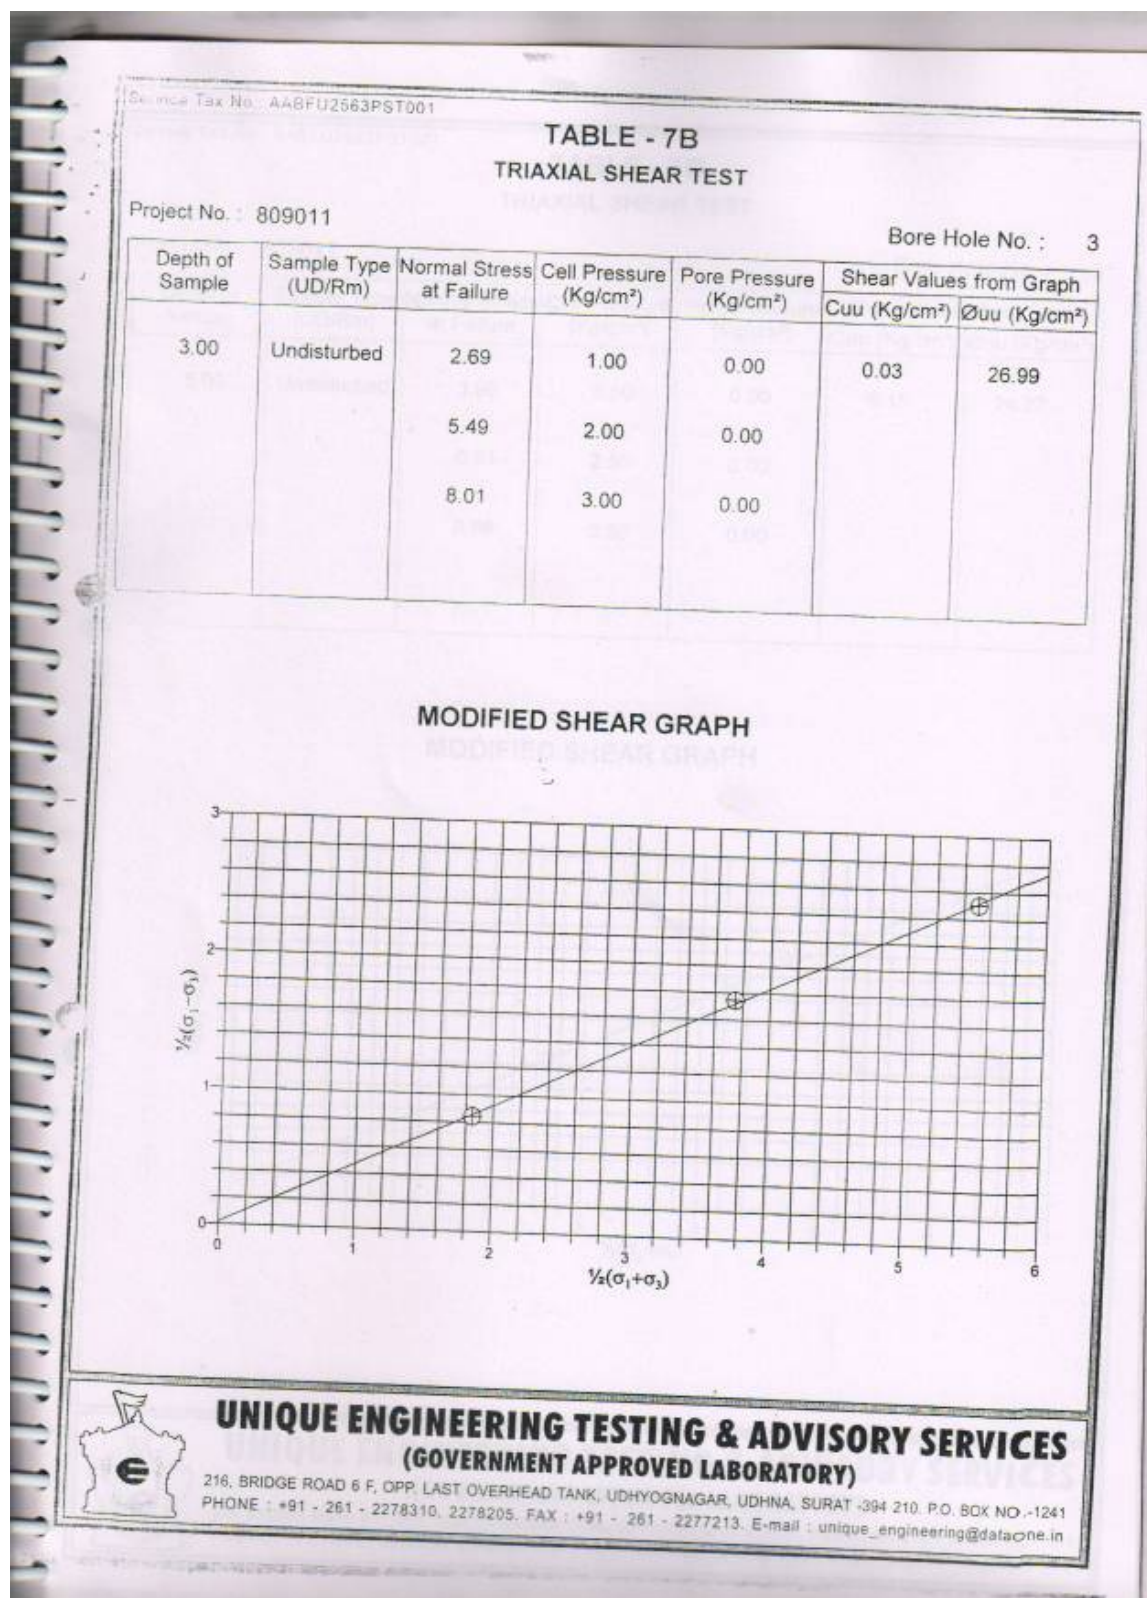 Service Tax No.: AABFU2563PST001
TABLE - 7B
TRIAXIAL SHEAR TEST
Project No. : 809011
Bore Hole No. : 3
Depth of Sample Sample Type (UD/Rm) Normal Stress at Failure Cell Pressure (Kg/cm²) Pore Pressure (Kg/cm²) Shear Values from Graph
Cuu (Kg/cm²) Øuu (Kg/cm²)
3.00 Undisturbed 2.69 1.00 0.00 0.03 26.99
5.49 2.00 0.00
8.01 3.00 0.00
MODIFIED SHEAR GRAPH
3
2
½(σ₁-σ₃)
1
0
0 1 2 3 4 5 6
½(σ₁+σ₃)
UNIQUE ENGINEERING TESTING & ADVISORY SERVICES
(GOVERNMENT APPROVED LABORATORY)
216, BRIDGE ROAD 6 F, OPP. LAST OVERHEAD TANK, UDHYOGNAGAR, UDHNA, SURAT -394 210. P.O. BOX NO.-1241
PHONE : +91 - 261 - 2278310, 2278205. FAX : +91 - 261 - 2277213. E-mail : unique_engineering@dataone.in